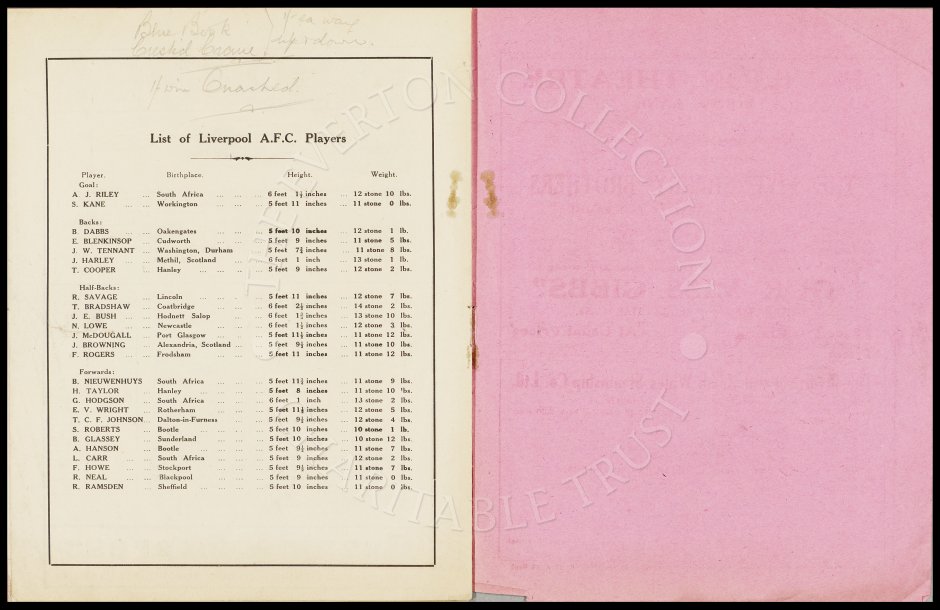 Blue Book
up & down.
List of Liverpool A.F.C. Players
Player. Birthplace. Height. Weight.
Goal:
A. J. RILEY ... South Africa ... ... ... 6 feet 1½ inches ... 12 stone 10 lbs.
S. KANE ... ... Workington ... ... ... 5 feet 11 inches ... 11 stone 0 lbs.
Backs:
B. DABBS ... Oakengates ... ... ... 5 feet 10 inches ... 12 stone 1 lb.
E. BLENKINSOP ... Cudworth ... ... ... 5 feet 9 inches ... 11 stone 5 lbs.
J. W. TENNANT ... Washington, Durham ... 5 feet 7¾ inches ... 11 stone 8 lbs.
J. HARLEY ... Methil, Scotland ... ... 6 feet 1 inch ... 13 stone 1 lb.
T. COOPER ... Hanley ... ... ... ... 5 feet 9 inches ... 12 stone 2 lbs.
Half-Backs:
R. SAVAGE ... Lincoln ... ... ... 5 feet 11 inches ... 12 stone 7 lbs.
T. BRADSHAW ... Coatbridge ... ... ... 6 feet 2½ inches ... 14 stone 2 lbs.
J. E. BUSH ... Hodnett Salop ... ... 6 feet inches ... 13 stone 10 lbs.
N. LOWE ... Newcastle ... ... ... 6 feet 1½ inches ... 12 stone 3 lbs.
J. McDOUGALL ... Port Glasgow ... ... 5 feet 11½ inches ... 11 stone 12 lbs.
J. BROWNING ... Alexandria, Scotland ... ... 5 feet 9½ inches ... 11 stone 10 lbs.
F. ROGERS ... Frodsham ... ... ... 5 feet 11 inches ... 11 stone 12 lbs.
Forwards:
B. NIEUWENHUYS South Africa ... ... ... 5 feet 11¾ inches ... 11 stone 9 lbs.
H. TAYLOR ... Hanley ... ... ... 5 feet 8 inches ... 11 stone 10 lbs.
G. HODGSON ... South Africa ... ... ... 6 feet 1 inch ... 13 stone 2 lbs.
E. V. WRIGHT ... Rotherham ... ... ... 5 feet 11½ inches ... 12 stone 5 lbs.
T. C. F. JOHNSON... Dalton-in-Furness ... ... 5 feet 9½ inches ... 12 stone 4 lbs.
S. ROBERTS ... Bootle ... ... ... 5 feet 10 inches ... 10 stone 1 lb.
B. GLASSEY ... Sunderland ... ... ... 5 feet 10 inches ... 10 stone 12 lbs.
A. HANSON ... Bootle ... ... ... 5 feet 9½ inches ... 11 stone 7 lbs.
L. CARR ... ... South Africa ... ... ... 5 feet 9 inches ... 12 stone 2 lbs.
F. HOWE ... ... Stockport ... ... ... 5 feet 9½ inches ... 11 stone 7 lbs.
R. NEAL ... ... Blackpool ... ... ... 5 feet 9 inches ... 11 stone 0 lbs.
R. RAMSDEN ... Sheffield ... ... ... 5 feet 10 inches ... 11 stone 0 lbs.
THE EVERTON COLLECTION • CHARITABLE TRUST